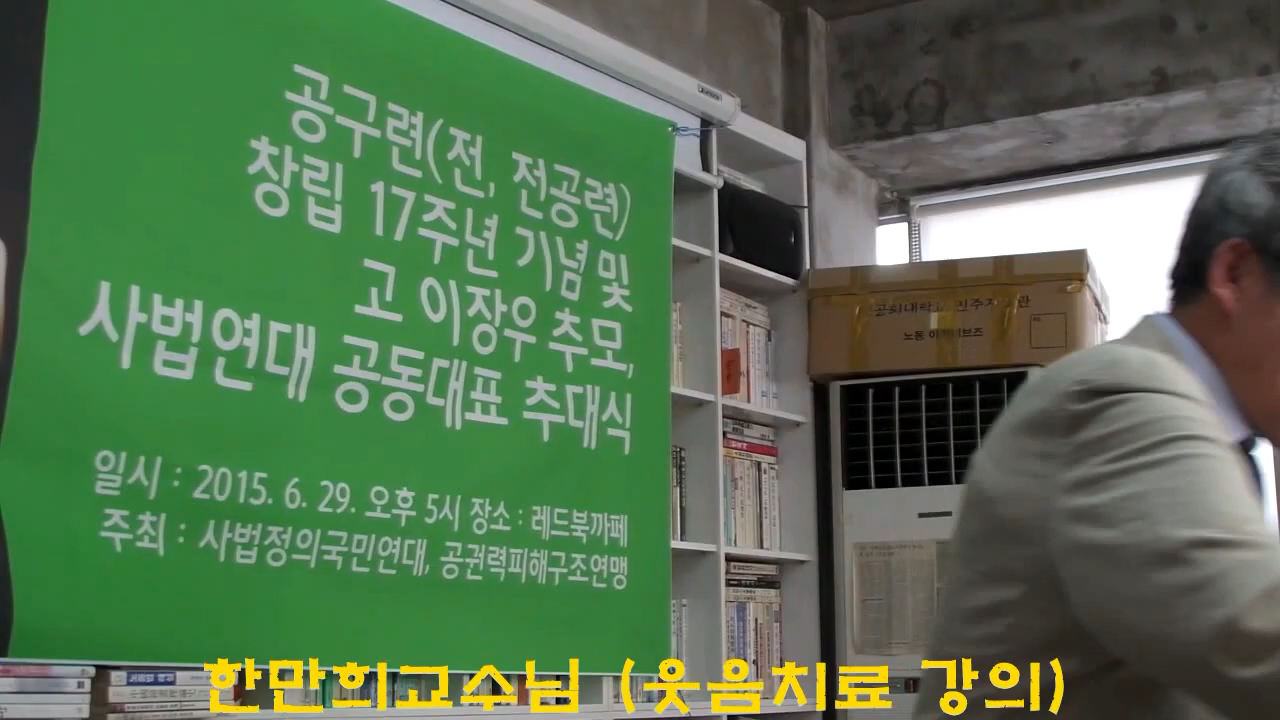 공구련(전, 전공련)
창립 17주년 기념 및
고 이장우 추모,
사법연대 공동대표 추대식
일시 : 2015. 6. 29. 오후 5시 장소 : 레드북까페
주최 : 사법정의국민연대, 공권력피해구조연맹
노동
한만희교수님 (웃음치료 강의)